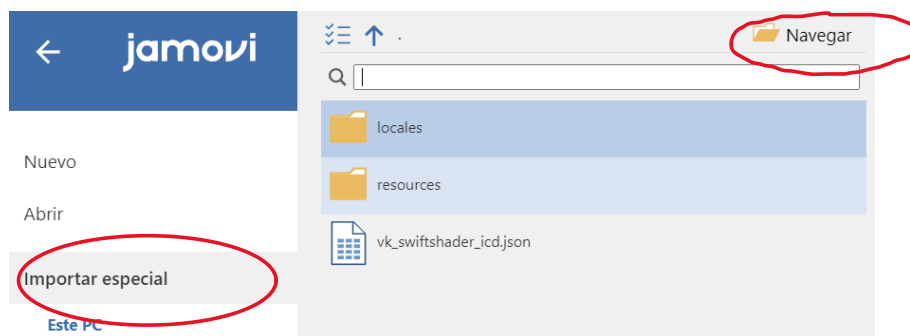 jamovi
Nuevo
Abrir
Importar especial
Este PC
.
Navegar
locales
resources
vk_swiftshader_icd.json